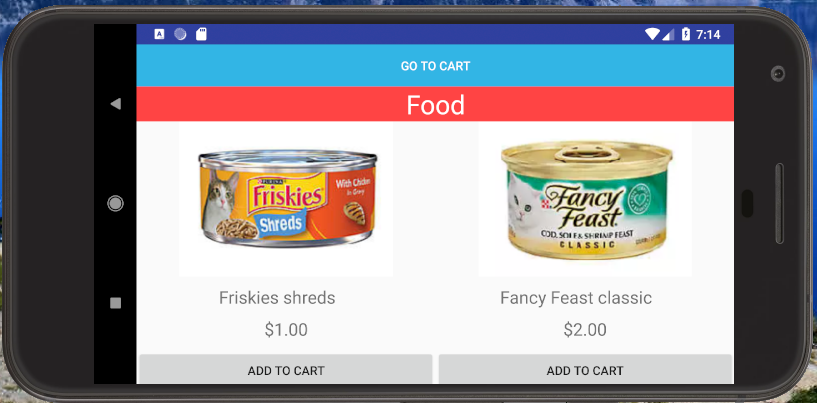 A
7:14
GO TO CART
Food
PURINA
Friskies
With Chicken
In Gravy
Shreds
Fancy
Feast
COD, SOLE & SHRIMP FEAST
CLASSIC
Friskies shreds
Fancy Feast classic
$1.00
$2.00
ADD TO CART
ADD TO CART